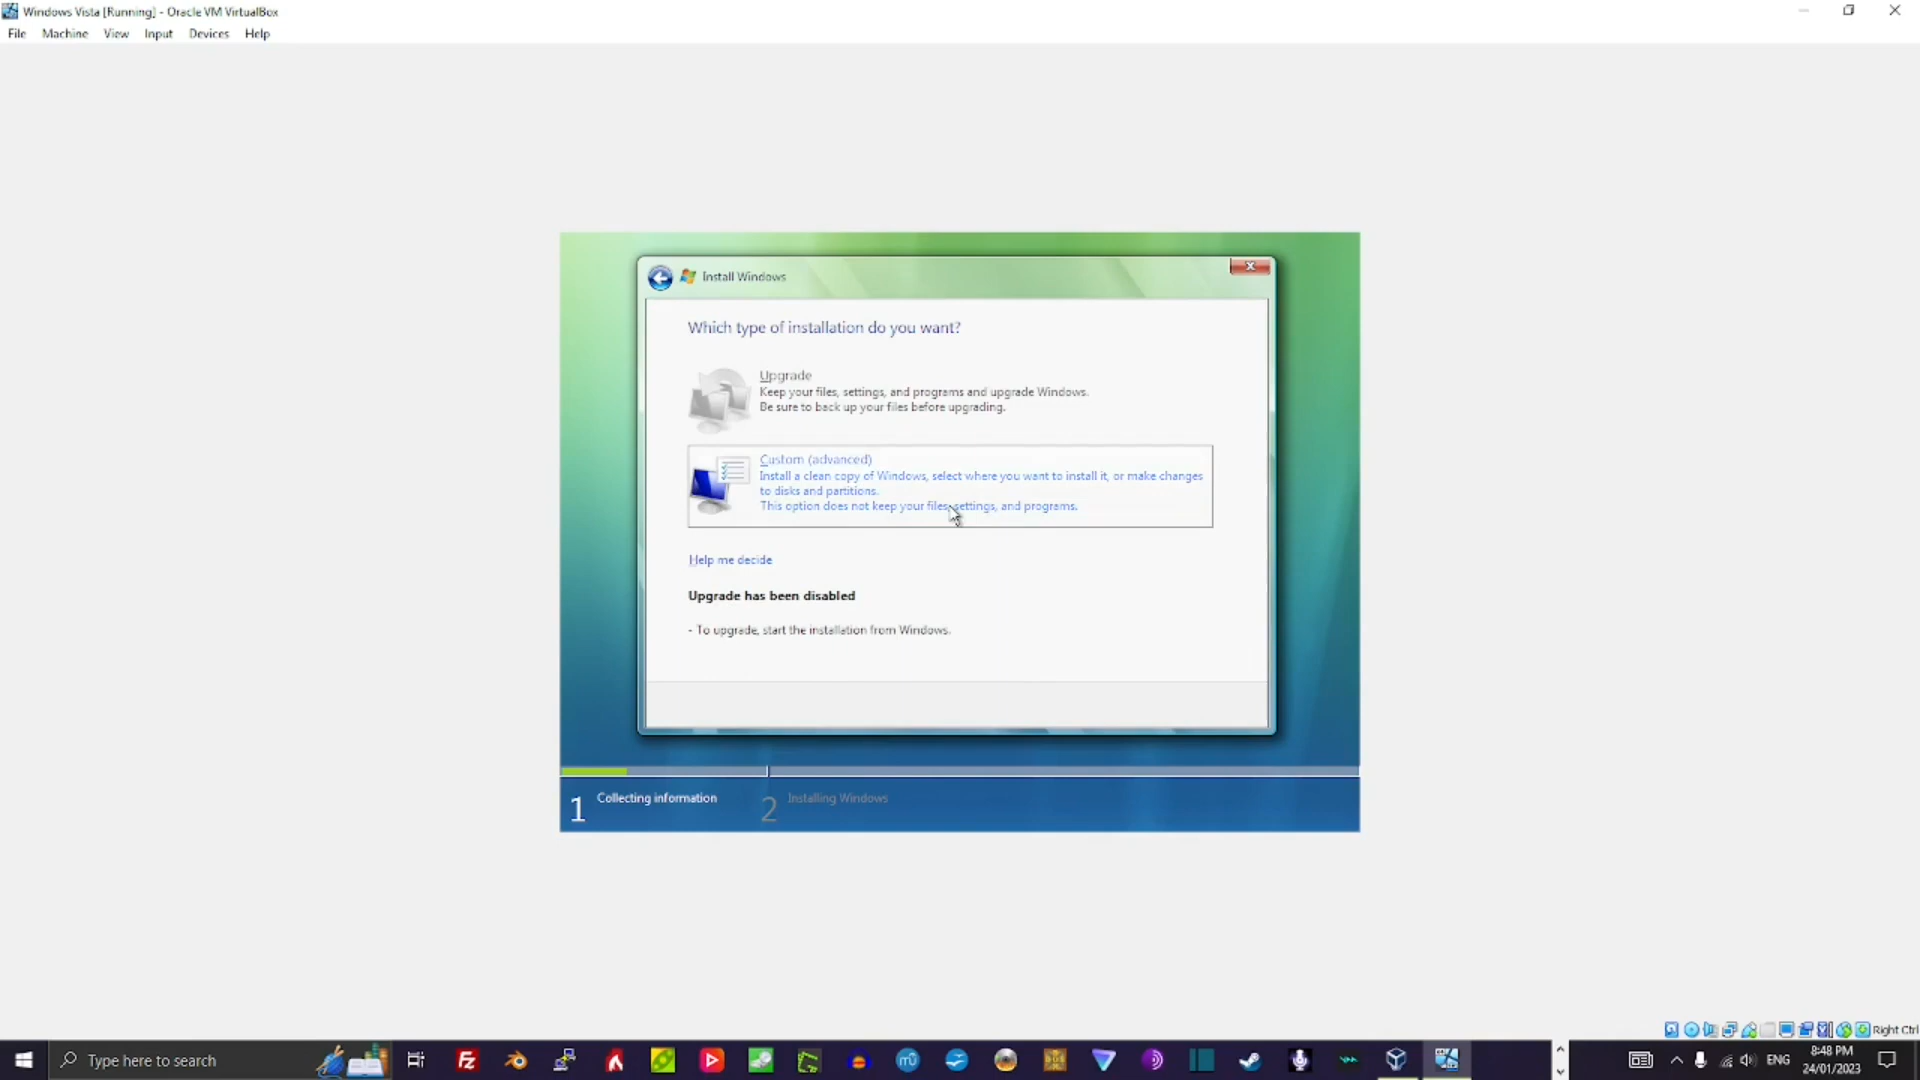 Windows Vista [Running] - Oracle VM VirtualBox
File Machine View Input Devices Help
Install Windows
Which type of installation do you want?
Upgrade
Keep your files, settings, and programs and upgrade Windows.
Be sure to back up your files before upgrading.
Custom (advanced)
Install a clean copy of Windows, select where you want to install it, or make changes
to disks and partitions.
This option does not keep your files, settings, and programs.
Help me decide
Upgrade has been disabled
- To upgrade, start the installation from Windows.
1 Collecting information
2 Installing Windows
Right Ctrl
Type here to search
ENG
8:48 PM
24/01/2023